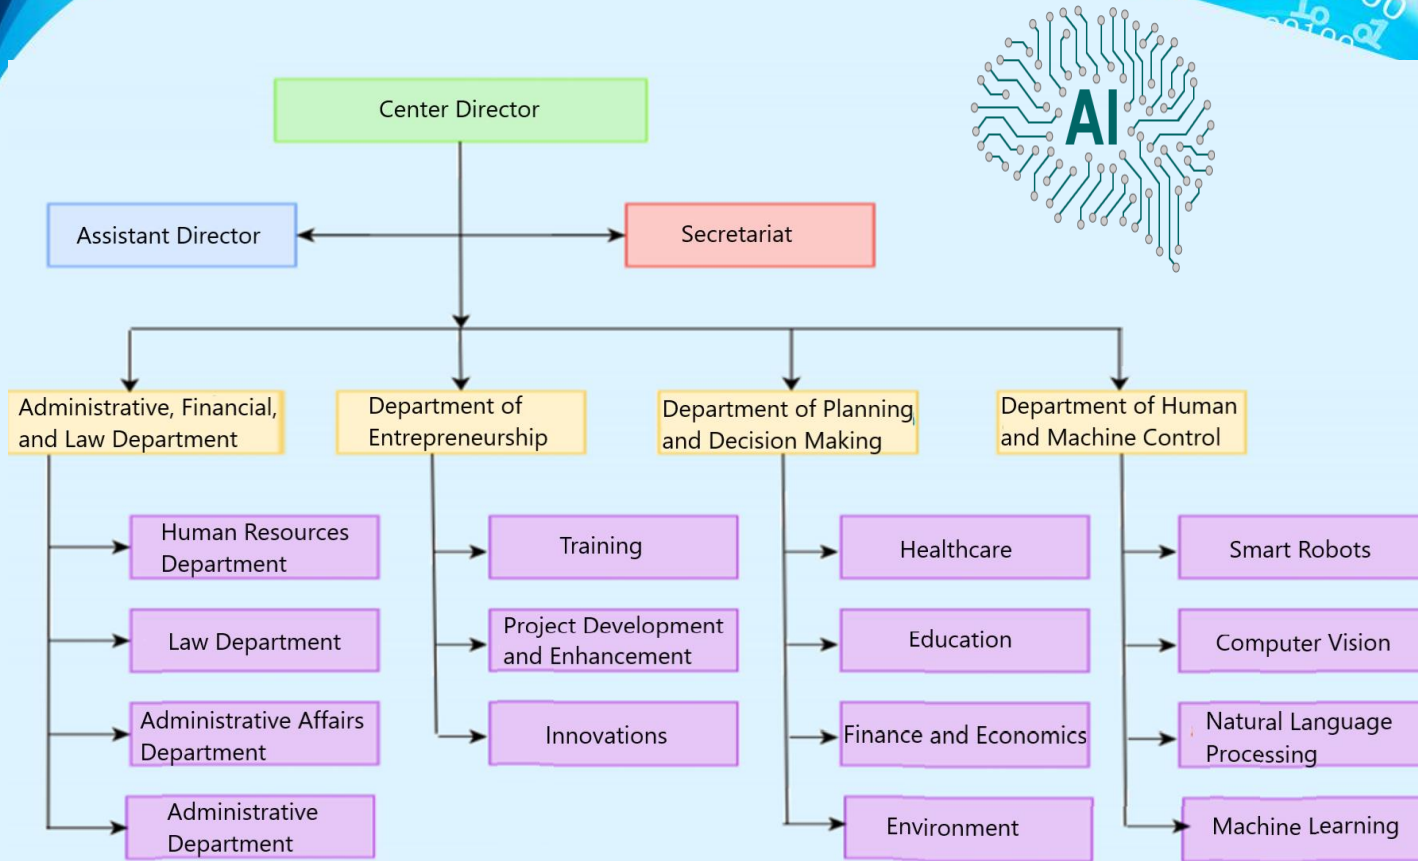 Center Director
AI
Assistant Director
Secretariat
Administrative, Financial,
and Law Department
Department of
Entrepreneurship
Department of Planning
and Decision Making
Department of Human
and Machine Control
Human Resources
Department
Training
Healthcare
Smart Robots
Law Department
Project Development
and Enhancement
Education
Computer Vision
Administrative Affairs
Department
Innovations
Finance and Economics
Natural Language
Processing
Administrative
Department
Environment
Machine Learning